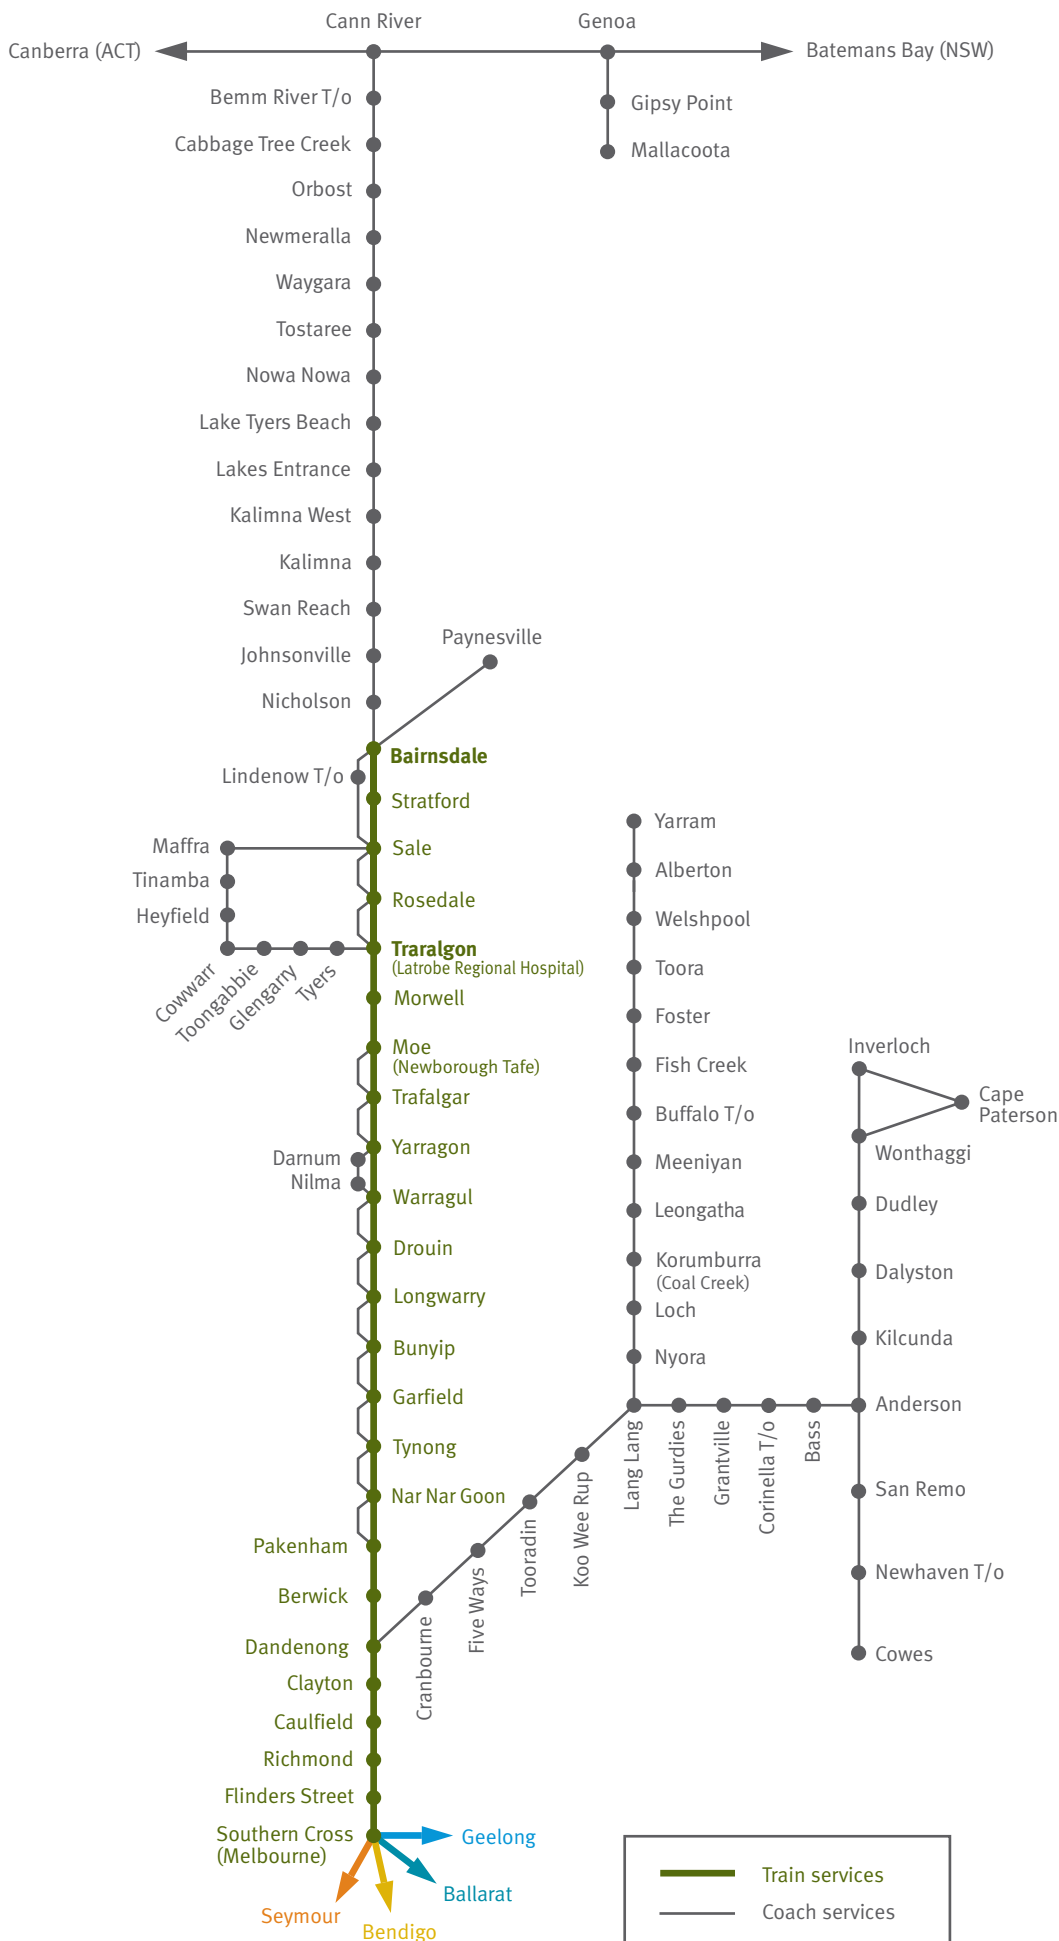 Cann River
Genoa
Canberra (ACT)
Batemans Bay (NSW)
Bemm River T/o
Gipsy Point
Cabbage Tree Creek
Mallacoota
Orbost
Newmeralla
Waygara
Tostaree
Nowa Nowa
Lake Tyers Beach
Lakes Entrance
Kalimna West
Kalimna
Swan Reach
Paynesville
Johnsonville
Nicholson
Bairnsdale
Lindenow T/o
Stratford
Maffra
Sale
Tinamba
Rosedale
Heyfield
Traralgon
(Latrobe Regional Hospital)
Cowwarr
Toongabbie
Glengarry
Tyers
Morwell
Moe
(Newborough Tafe)
Trafalgar
Yarragon
Darnum
Nilma
Warragul
Drouin
Longwarry
Bunyip
Garfield
Tynong
Nar Nar Goon
Pakenham
Berwick
Dandenong
Clayton
Caulfield
Richmond
Flinders Street
Southern Cross
(Melbourne)
Yarram
Alberton
Welshpool
Toora
Foster
Fish Creek
Buffalo T/o
Meeniyan
Leongatha
Korumburra
(Coal Creek)
Loch
Nyora
Cranbourne
Five Ways
Tooradin
Koo Wee Rup
Lang Lang
The Gurdies
Grantville
Corinella T/o
Bass
Inverloch
Cape
Paterson
Wonthaggi
Dudley
Dalyston
Kilcunda
Anderson
San Remo
Newhaven T/o
Cowes
Geelong
Ballarat
Bendigo
Seymour
Train services
Coach services